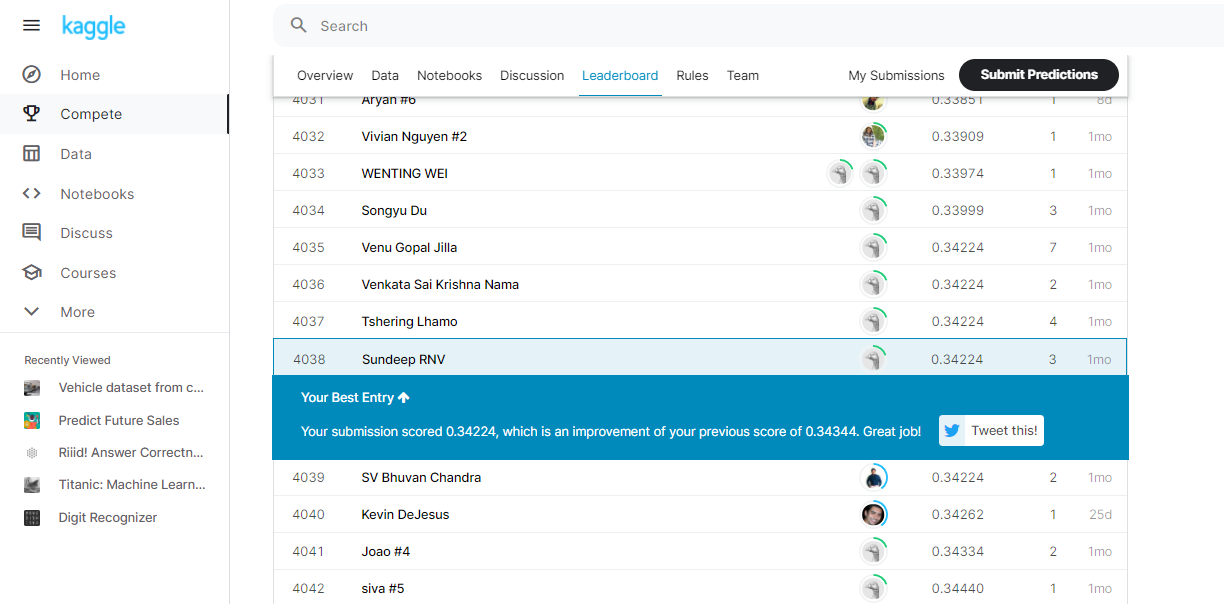 kaggle
Search
Home
Compete
Data
Notebooks
Discuss
Courses
More
Recently Viewed
Vehicle dataset from c...
Predict Future Sales
Riiid! Answer Correctn...
Titanic: Machine Learn...
Digit Recognizer
Overview Data Notebooks Discussion Leaderboard Rules Team My Submissions Submit Predictions
4031 Aryan #6 0.33851 1 8d
4032 Vivian Nguyen #2 0.33909 1 1mo
4033 WENTING WEI 0.33974 1 1mo
4034 Songyu Du 0.33999 3 1mo
4035 Venu Gopal Jilla 0.34224 7 1mo
4036 Venkata Sai Krishna Nama 0.34224 2 1mo
4037 Tshering Lhamo 0.34224 4 1mo
4038 Sundeep RNV 0.34224 3 1mo
Your Best Entry ↑
Your submission scored 0.34224, which is an improvement of your previous score of 0.34344. Great job! Tweet this!
4039 SV Bhuvan Chandra 0.34224 2 1mo
4040 Kevin DeJesus 0.34262 1 25d
4041 Joao #4 0.34334 2 1mo
4042 siva #5 0.34440 1 1mo